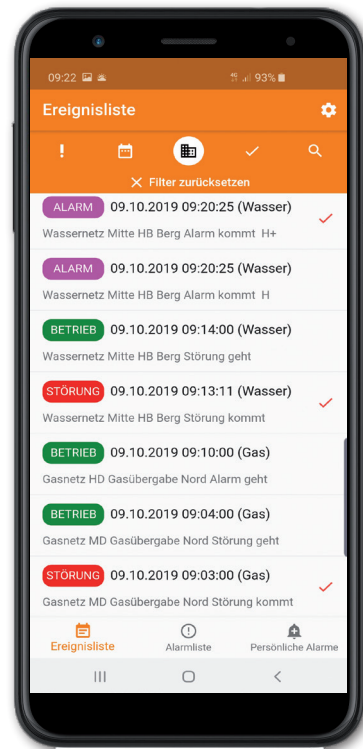 09:22 93%
Ereignisliste
Filter zurücksetzen
ALARM 09.10.2019 09:20:25 (Wasser)
Wassernetz Mitte HB Berg Alarm kommt H+
ALARM 09.10.2019 09:20:25 (Wasser)
Wassernetz Mitte HB Berg Alarm kommt H
BETRIEB 09.10.2019 09:14:00 (Wasser)
Wassernetz Mitte HB Berg Störung geht
STÖRUNG 09.10.2019 09:13:11 (Wasser)
Wassernetz Mitte HB Berg Störung kommt
BETRIEB 09.10.2019 09:10:00 (Gas)
Gasnetz HD Gasübergabe Nord Alarm geht
BETRIEB 09.10.2019 09:04:00 (Gas)
Gasnetz MD Gasübergabe Nord Störung geht
STÖRUNG 09.10.2019 09:03:00 (Gas)
Gasnetz MD Gasübergabe Nord Störung kommt
Ereignisliste Alarmliste Persönliche Alarme